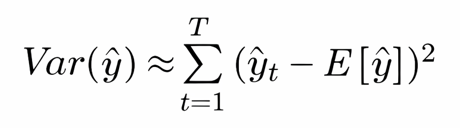 Var(ŷ) ≈ ∑_{t=1}^{T} (ŷ_t − E[ŷ])²